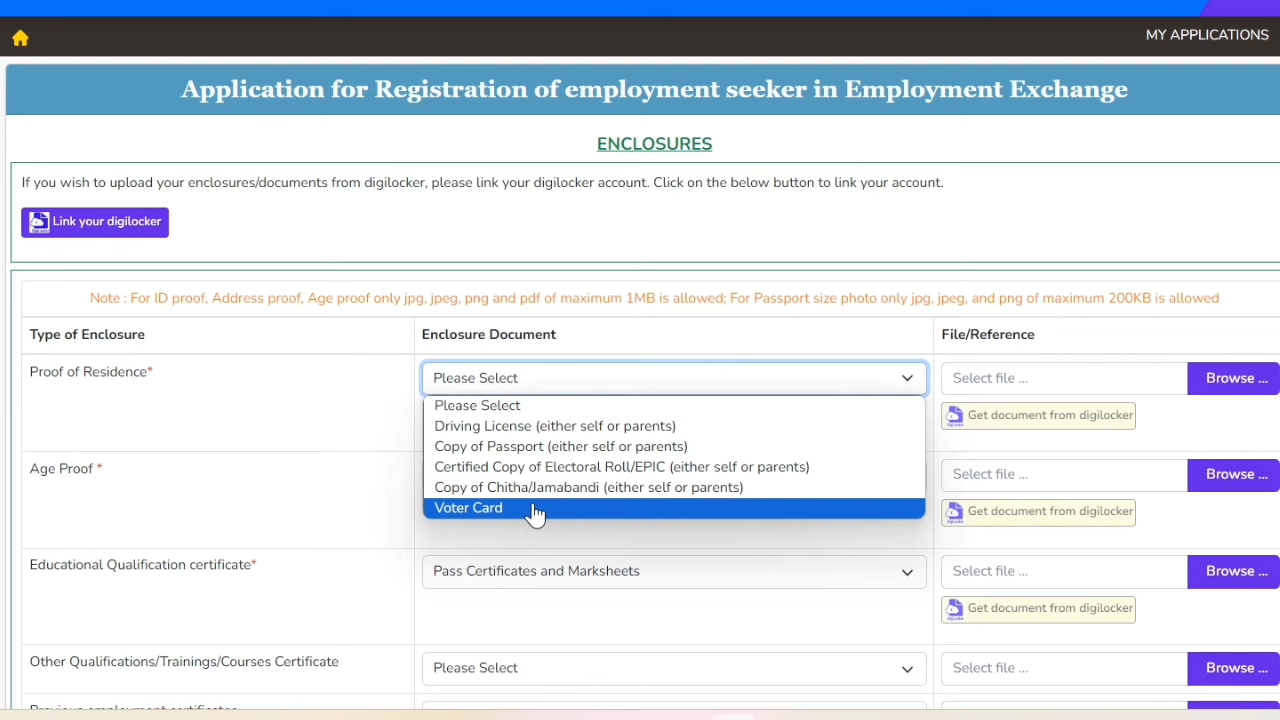 MY APPLICATIONS
Application for Registration of employment seeker in Employment Exchange
ENCLOSURES
If you wish to upload your enclosures/documents from digilocker, please link your digilocker account. Click on the below button to link your account.
Link your digilocker
Note : For ID proof, Address proof, Age proof only jpg, jpeg, png and pdf of maximum 1MB is allowed; For Passport size photo only jpg, jpeg, and png of maximum 200KB is allowed
Type of Enclosure Enclosure Document File/Reference
Proof of Residence* Please Select Select file ... Browse ...
Please Select
Get document from digilocker
Driving License (either self or parents)
Copy of Passport (either self or parents)
Certified Copy of Electoral Roll/EPIC (either self or parents)
Age Proof * Select file ... Browse ...
Copy of Chitha/Jamabandi (either self or parents)
Voter Card
Get document from digilocker
Educational Qualification certificate* Pass Certificates and Marksheets Select file ... Browse ...
Get document from digilocker
Other Qualifications/Trainings/Courses Certificate Please Select Select file ... Browse ...
Previous employment certificates